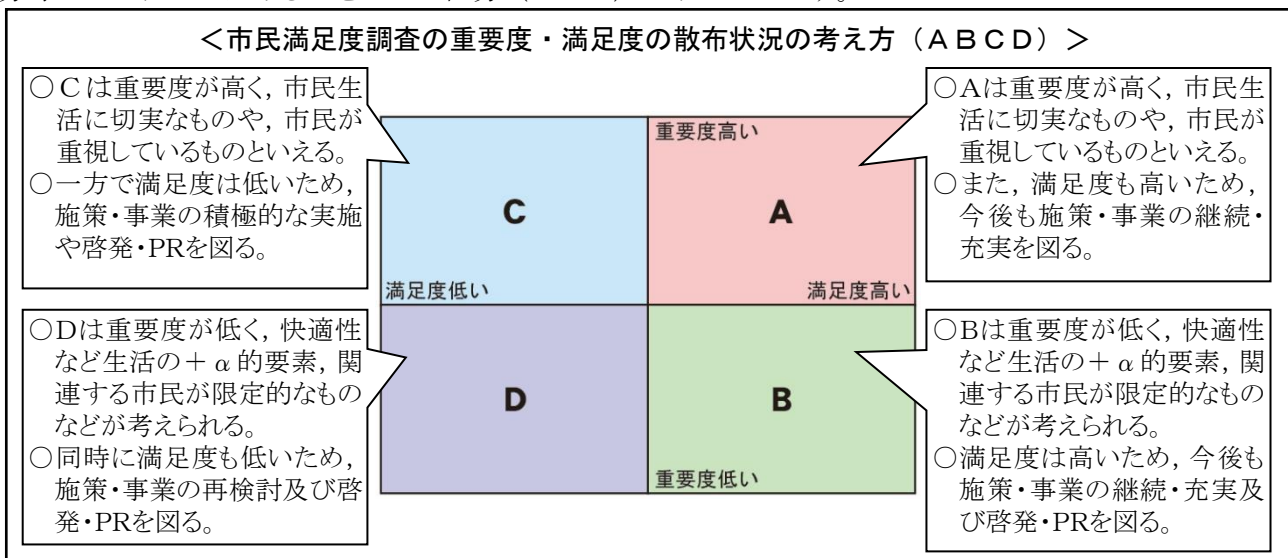 <市民満足度調査の重要度・満足度の散布状況の考え方（ＡＢＣＤ）>
○Cは重要度が高く，市民生
活に切実なものや，市民が
重視しているものといえる。
○一方で満足度は低いため，
施策・事業の積極的な実施
や啓発・PRを図る。
重要度高い
C
A
満足度低い
満足度高い
○Aは重要度が高く，市民生
活に切実なものや，市民が
重視しているものといえる。
○また，満足度も高いため，
今後も施策・事業の継続・
充実を図る。
○Dは重要度が低く，快適性
など生活の＋α的要素，関
連する市民が限定的なもの
などが考えられる。
○同時に満足度も低いため，
施策・事業の再検討及び啓
発・PRを図る。
D
B
重要度低い
○Bは重要度が低く，快適性
など生活の＋α的要素，関
連する市民が限定的なもの
などが考えられる。
○満足度は高いため，今後も
施策・事業の継続・充実及
び啓発・PRを図る。